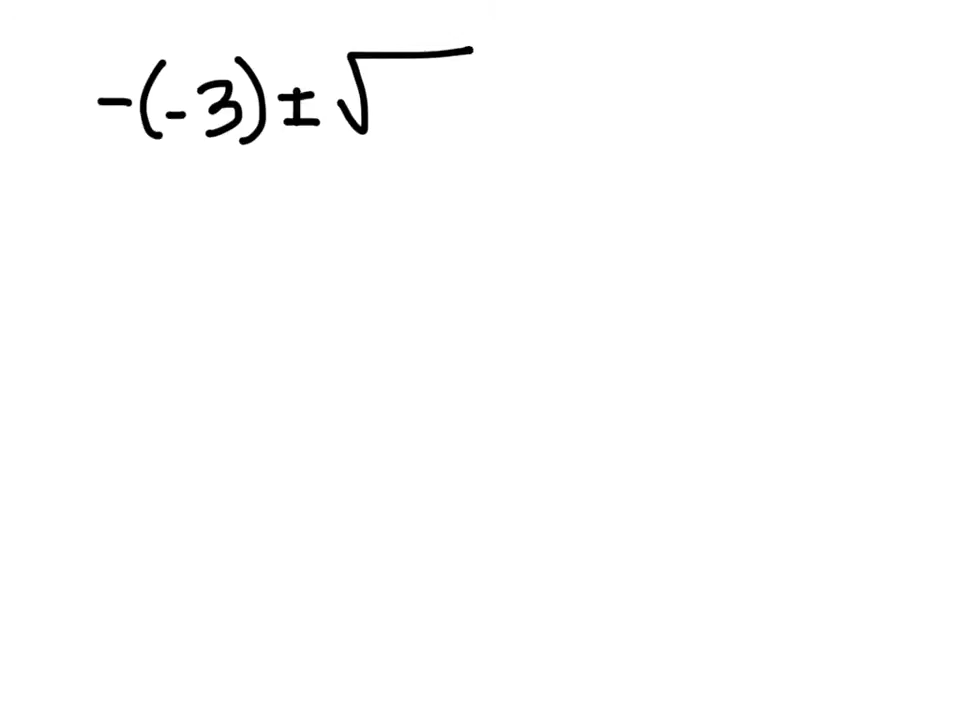 -(-3) ± √